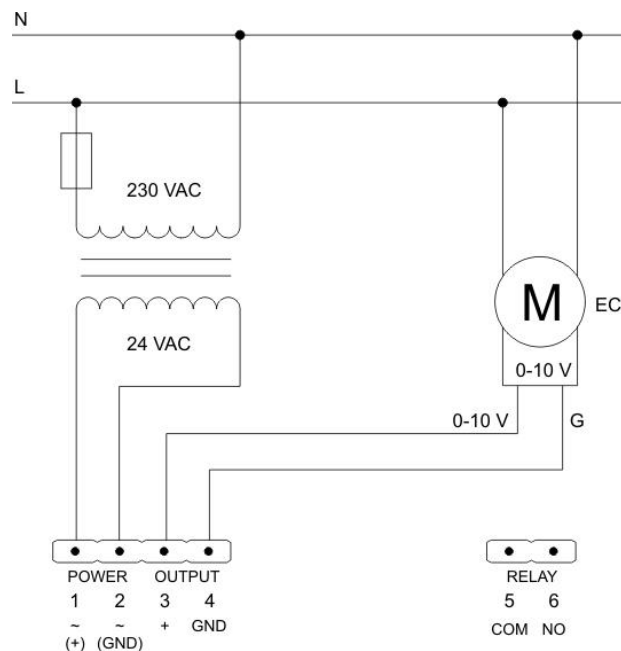 N
L
230 VAC
24 VAC
M
EC
0-10 V
0-10 V G
POWER OUTPUT RELAY
1 2 3 4 5 6
~ ~ + GND COM NO
(+) (GND)